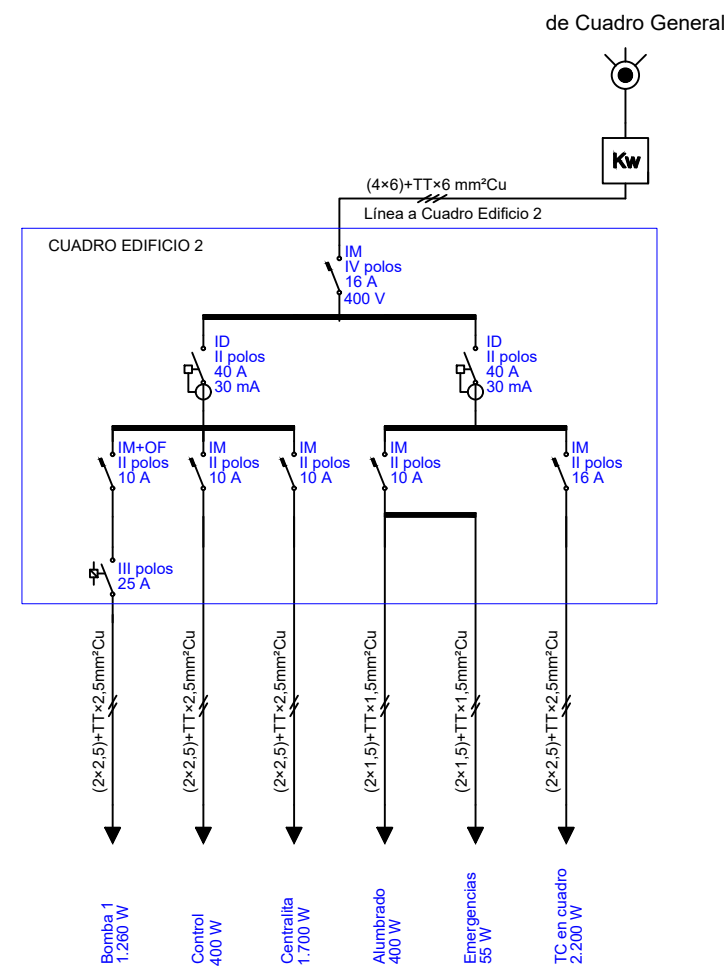 de Cuadro General
Kw
(4×6)+TT×6 mm²Cu
Línea a Cuadro Edificio 2
CUADRO EDIFICIO 2
IM
IV polos
16 A
400 V
ID
II polos
40 A
30 mA
ID
II polos
40 A
30 mA
IM+OF
II polos
10 A
IM
II polos
10 A
IM
II polos
10 A
IM
II polos
10 A
IM
II polos
16 A
III polos
25 A
(2×2,5)+TT×2,5mm²Cu
(2×2,5)+TT×2,5mm²Cu
(2×2,5)+TT×2,5mm²Cu
(2×1,5)+TT×1,5mm²Cu
(2×1,5)+TT×1,5mm²Cu
(2×2,5)+TT×2,5mm²Cu
Bomba 1
1.260 W
Control
400 W
Centralita
1.700 W
Alumbrado
400 W
Emergencias
55 W
TC en cuadro
2.200 W